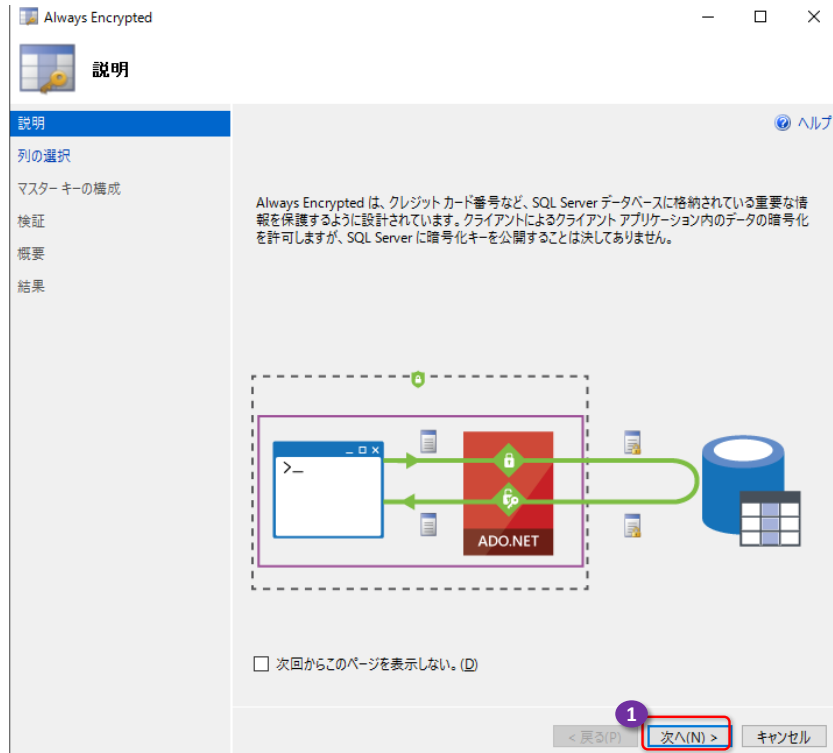 Always Encrypted
説明
説明
ヘルプ
列の選択
マスター キーの構成
検証
概要
結果
Always Encrypted は、クレジット カード番号など、SQL Server データベースに格納されている重要な情
報を保護するように設計されています。クライアントによるクライアント アプリケーション内のデータの暗号化
を許可しますが、SQL Server に暗号化キーを公開することは決してありません。
>_
ADO.NET
次回からこのページを表示しない。(D)
1
< 戻る(P)
次へ(N) >
キャンセル